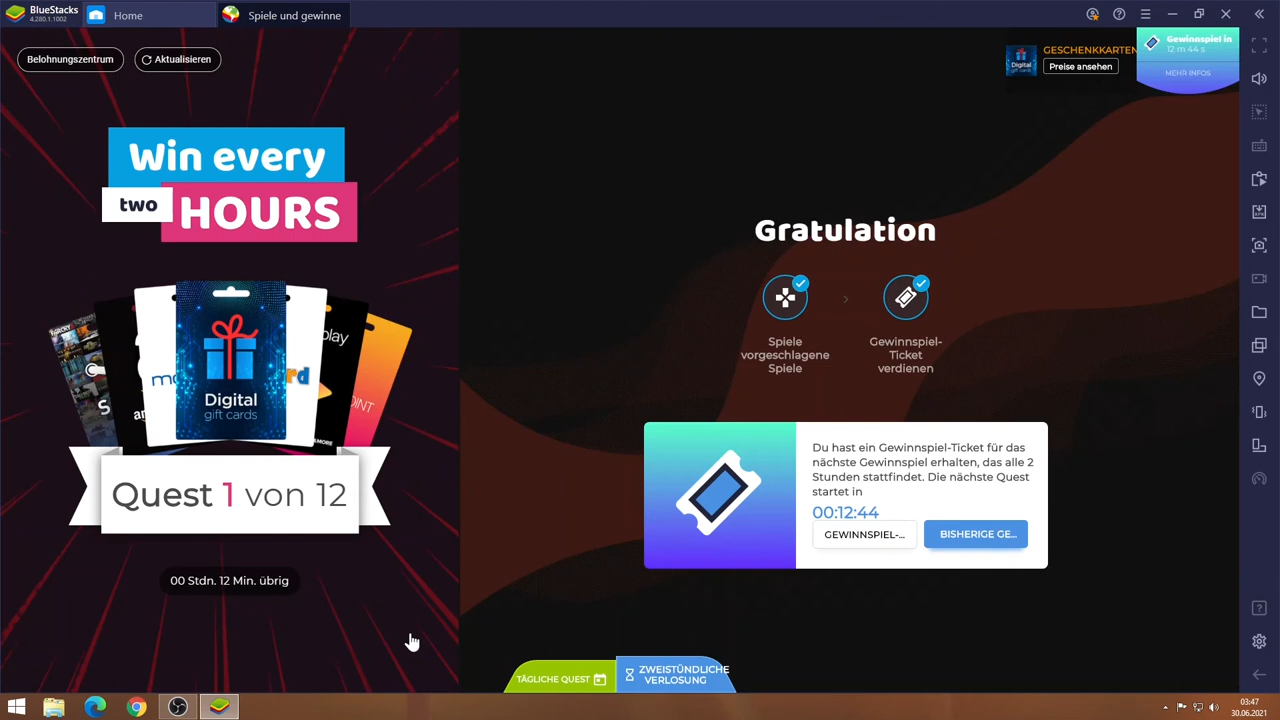 BlueStacks
4.280.1.1002
Home
Spiele und gewinne
Belohnungszentrum
Aktualisieren
GESCHENKKARTEN
Preise ansehen
Gewinnspiel in
12 m 44 s
MEHR INFOS
Win every
two HOURS
Digital
gift cards
Quest 1 von 12
00 Stdn. 12 Min. übrig
Gratulation
Spiele
vorgeschlagene
Spiele
Gewinnspiel-
Ticket
verdienen
Du hast ein Gewinnspiel-Ticket für das
nächste Gewinnspiel erhalten, das alle 2
Stunden stattfindet. Die nächste Quest
startet in
00:12:44
GEWINNSPIEL-...
BISHERIGE GE...
TÄGLICHE QUEST
ZWEISTÜNDLICHE
VERLOSUNG
03:47
30.06.2021